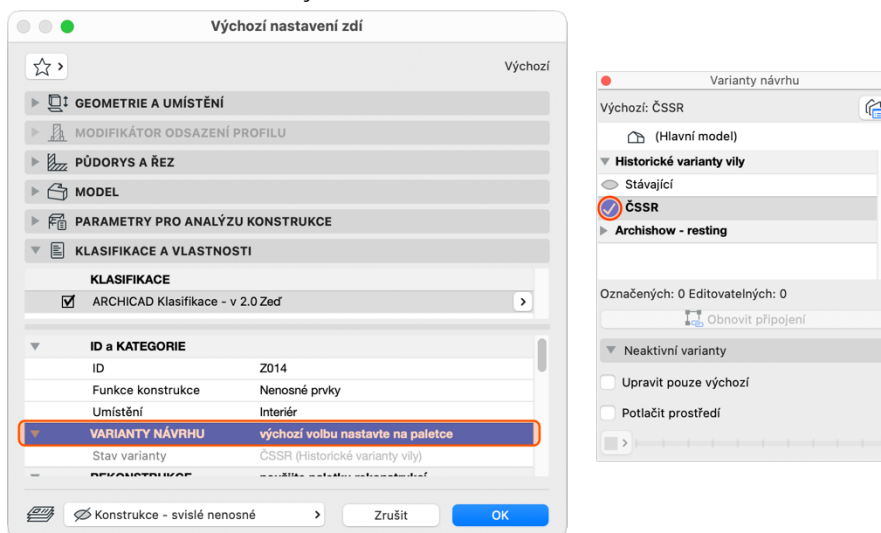 Výchozí nastavení zdí
Výchozí
GEOMETRIE A UMÍSTĚNÍ
MODIFIKÁTOR ODSAZENÍ PROFILU
PŮDORYS A ŘEZ
MODEL
PARAMETRY PRO ANALÝZU KONSTRUKCE
KLASIFIKACE A VLASTNOSTI
KLASIFIKACE
ARCHICAD Klasifikace - v 2.0 Zeď
ID a KATEGORIE
ID Z014
Funkce konstrukce Nenosné prvky
Umístění Interiér
VARIANTY NÁVRHU výchozí volbu nastavte na paletce
Stav varianty ČSSR (Historické varianty vily)
REKONSTRUKCE použijte paletku rekonstrukcí
Konstrukce - svislé nenosné
Zrušit
OK
Varianty návrhu
Výchozí: ČSSR
(Hlavní model)
Historické varianty vily
Stávající
ČSSR
Archishow - resting
Označených: 0 Editovatelných: 0
Obnovit připojení
Neaktivní varianty
Upravit pouze výchozí
Potlačit prostředí